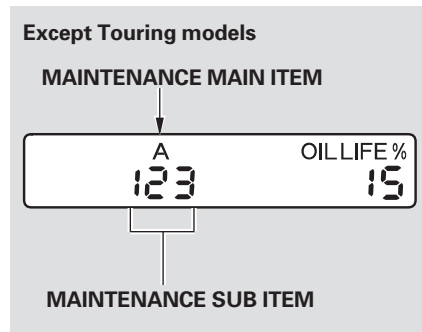 Except Touring models
MAINTENANCE MAIN ITEM
A OIL LIFE %
123 15
MAINTENANCE SUB ITEM